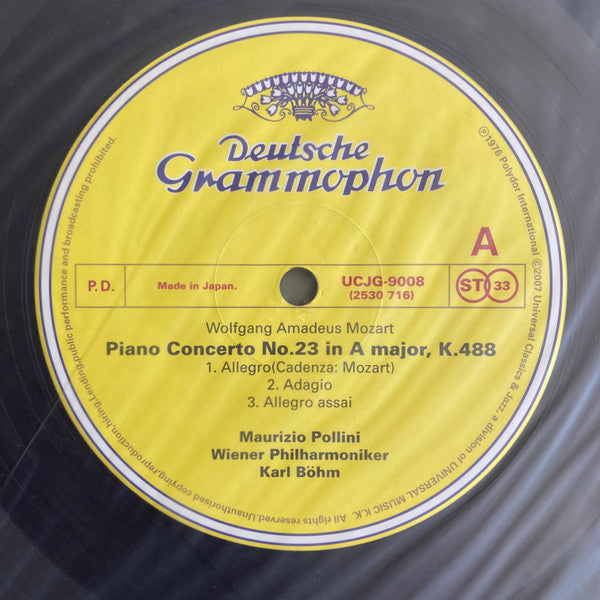 Deutsche
Grammophon
A
P.D.
Made in Japan.
UCJG-9008
(2530 716)
ST 33
Wolfgang Amadeus Mozart
Piano Concerto No.23 in A major, K.488
1. Allegro(Cadenza: Mozart)
2. Adagio
3. Allegro assai
Maurizio Pollini
Wiener Philharmoniker
Karl Böhm
℗1976 Polydor International ©2007 Universal Classics & Jazz, a division of UNIVERSAL MUSIC K.K. All rights reserved.Unauthorised copying,reproduction,hiring,Lending,public performance and broadcasting prohibited.